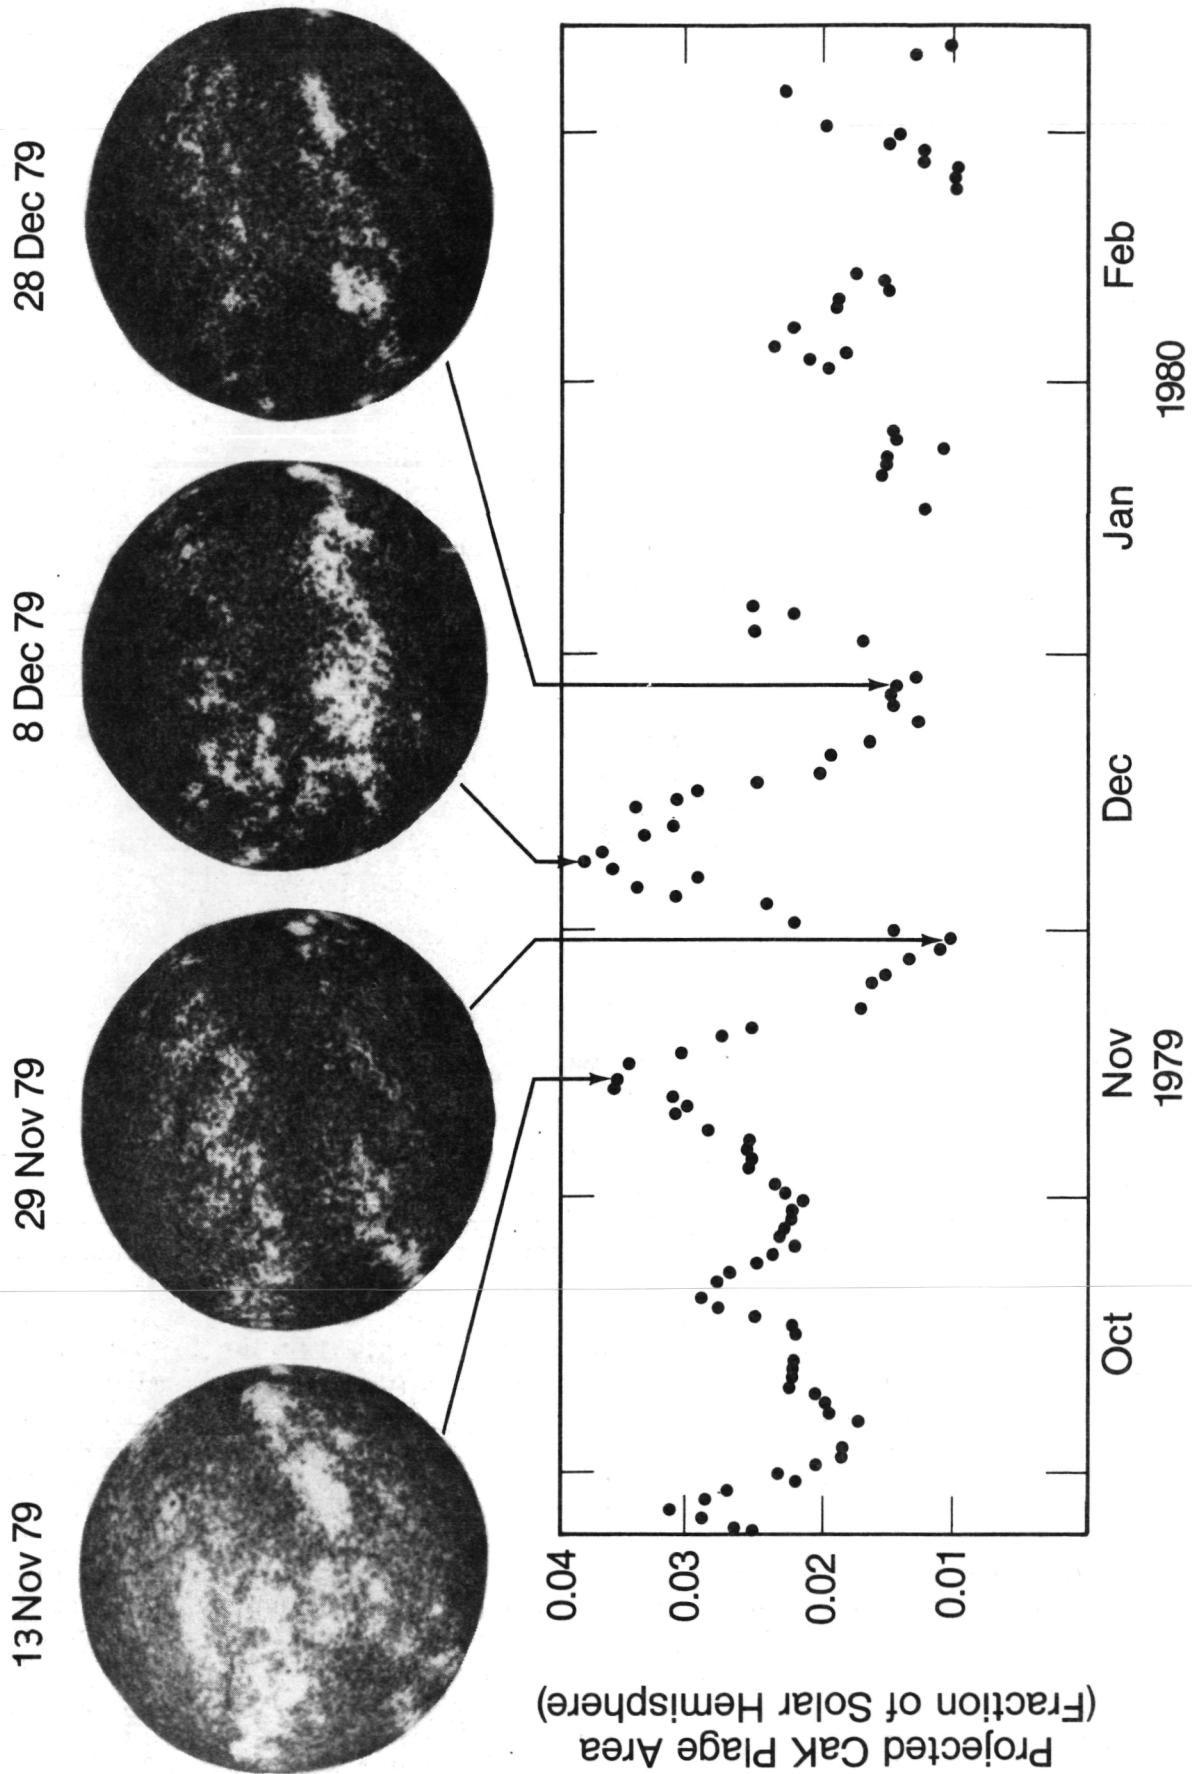 13 Nov 79
29 Nov 79
8 Dec 79
28 Dec 79
Projected CaK Plage Area
(Fraction of Solar Hemisphere)
0.04
0.03
0.02
0.01
Oct
Nov
Dec
Jan
Feb
1979
1980